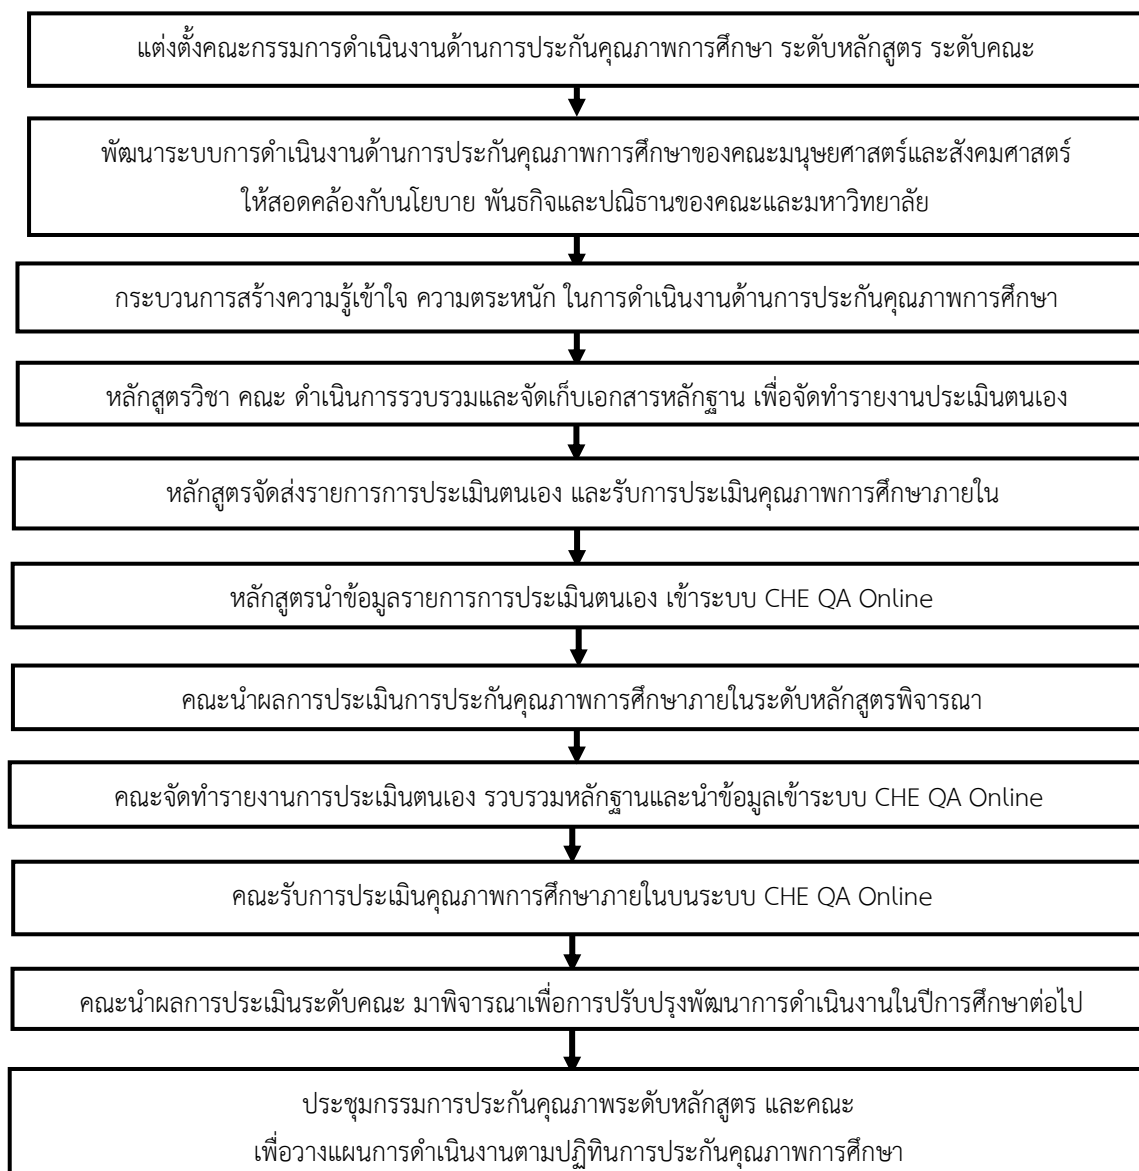 แต่งตั้งคณะกรรมการดำเนินงานด้านการประกันคุณภาพการศึกษา ระดับหลักสูตร ระดับคณะ
พัฒนาระบบการดำเนินงานด้านการประกันคุณภาพการศึกษาของคณะมนุษยศาสตร์และสังคมศาสตร์
ให้สอดคล้องกับนโยบาย พันธกิจและปณิธานของคณะและมหาวิทยาลัย
กระบวนการสร้างความรู้เข้าใจ ความตระหนัก ในการดำเนินงานด้านการประกันคุณภาพการศึกษา
หลักสูตรวิชา คณะ ดำเนินการรวบรวมและจัดเก็บเอกสารหลักฐาน เพื่อจัดทำรายงานประเมินตนเอง
หลักสูตรจัดส่งรายการการประเมินตนเอง และรับการประเมินคุณภาพการศึกษาภายใน
หลักสูตรนำข้อมูลรายการการประเมินตนเอง เข้าระบบ CHE QA Online
คณะนำผลการประเมินการประกันคุณภาพการศึกษาภายในระดับหลักสูตรพิจารณา
คณะจัดทำรายงานการประเมินตนเอง รวบรวมหลักฐานและนำข้อมูลเข้าระบบ CHE QA Online
คณะรับการประเมินคุณภาพการศึกษาภายในบนระบบ CHE QA Online
คณะนำผลการประเมินระดับคณะ มาพิจารณาเพื่อการปรับปรุงพัฒนาการดำเนินงานในปีการศึกษาต่อไป
ประชุมกรรมการประกันคุณภาพระดับหลักสูตร และคณะ
เพื่อวางแผนการดำเนินงานตามปฏิทินการประกันคุณภาพการศึกษา